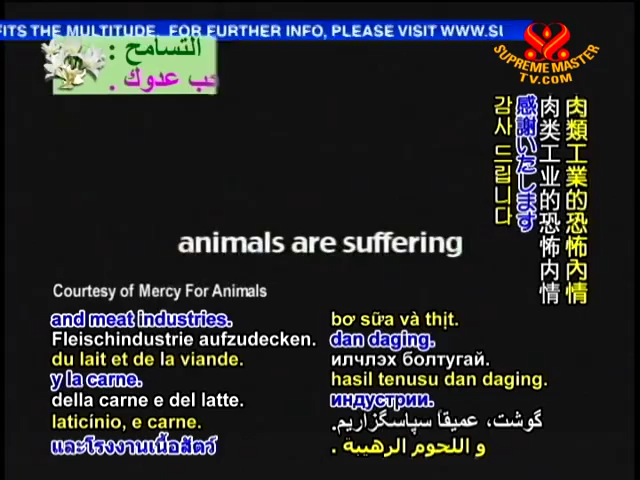 FITS THE MULTITUDE. FOR FURTHER INFO, PLEASE VISIT WWW.SU
SUPREME MASTER
TV.COM
التسامح :
حب عدوك .
肉類工業的恐怖內情
肉类工业的恐怖内情
感謝いたします
감사 드립니다
animals are suffering
Courtesy of Mercy For Animals
and meat industries.
Fleischindustrie aufzudecken.
du lait et de la viande.
y la carne.
della carne e del latte.
laticínio, e carne.
และโรงงานเนื้อสัตว์
bơ sữa và thịt.
dan daging.
илчлэх болтугай.
hasil tenusu dan daging.
индустрии.
گوشت، عمیقاً سپاسگزاریم.
و اللحوم الرهيبة .